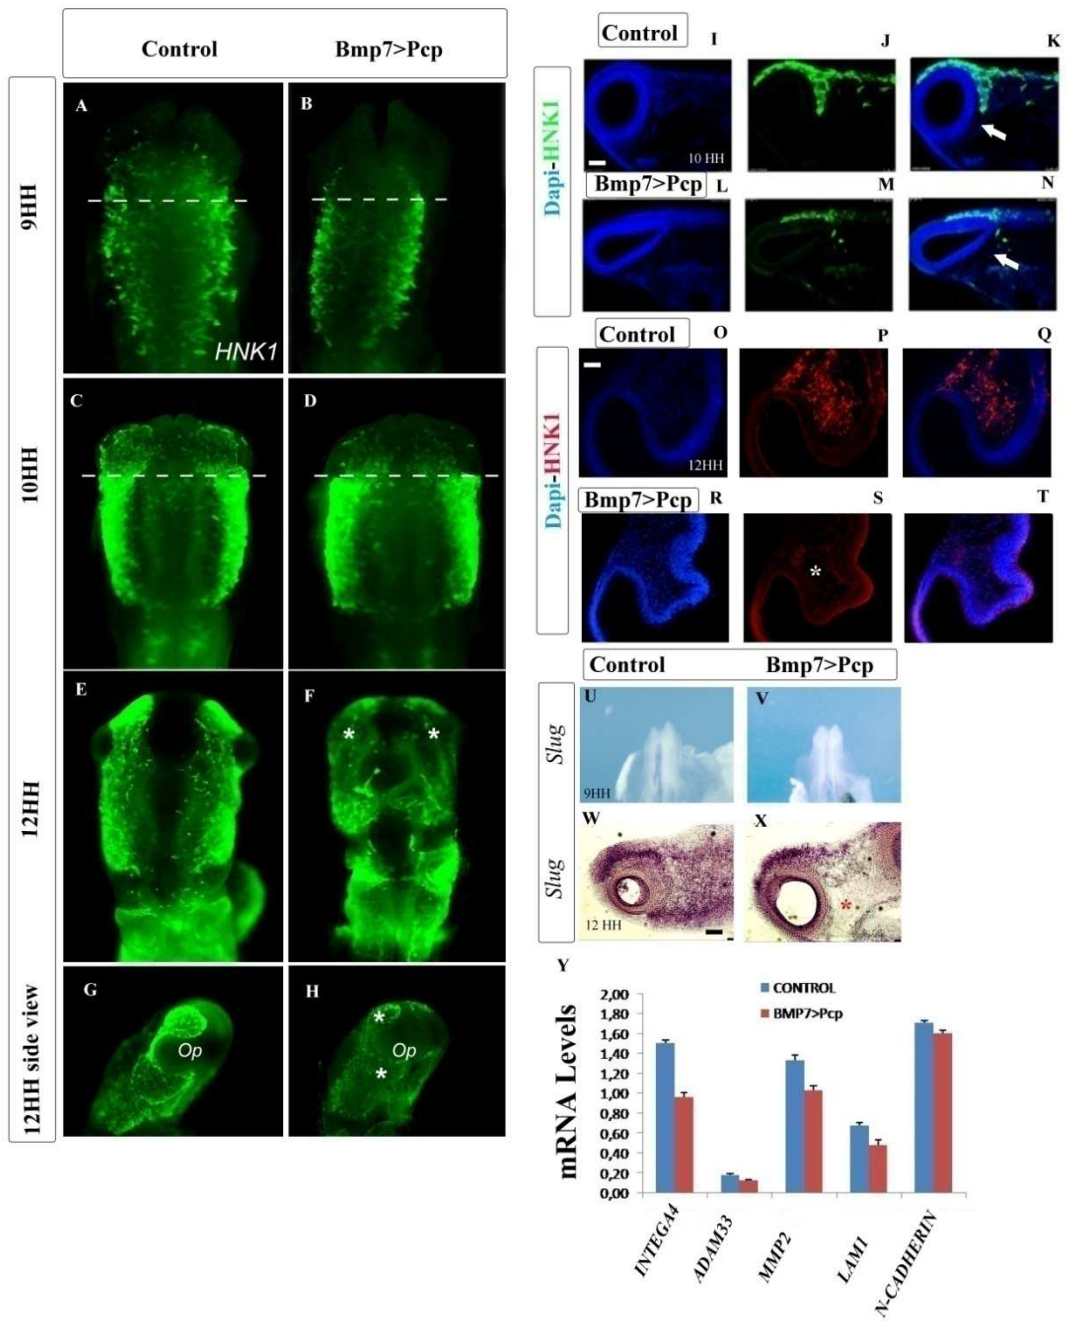 Control
Bmp7>Pcp
9HH
A
B
HNK1
10HH
C
D
12HH
E
F
*
*
12HH side view
G
Op
H
*
Op
*
Control
I
J
K
Dapi-HNK1
10 HH
Bmp7>Pcp
L
M
N
Control
O
P
Q
Dapi-HNK1
12HH
Bmp7>Pcp
R
S
T
*
Control
Bmp7>Pcp
Slug
U
V
9HH
Slug
W
X
12 HH
*
Y
CONTROL
BMP7>Pcp
mRNA Levels
2,00
1,80
1,60
1,40
1,20
1,00
0,80
0,60
0,40
0,20
0,00
INTEGA4
ADAM33
MMP2
LAM1
N-CADHERIN